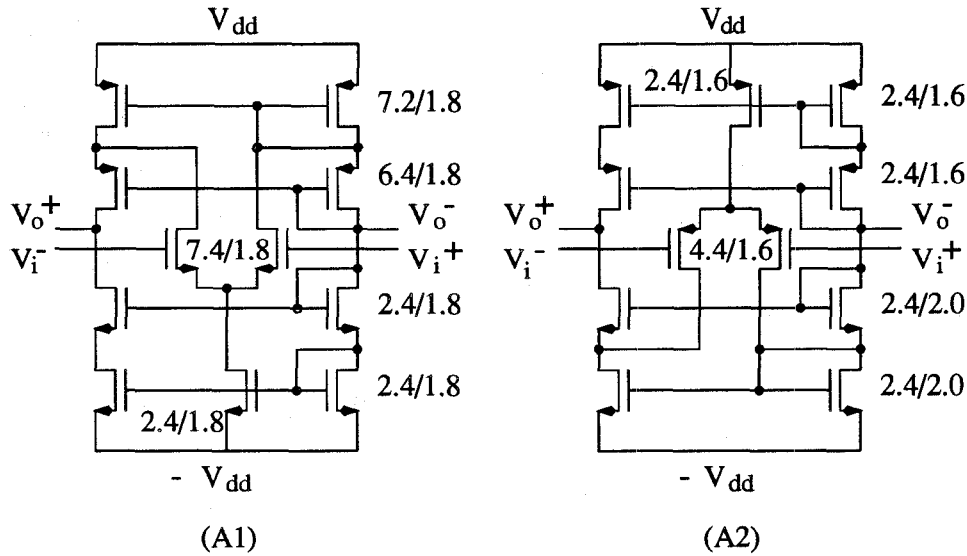 V_dd
V_dd
7.2/1.8
2.4/1.6
2.4/1.6
6.4/1.8
2.4/1.6
V_o^+
V_o^-
V_o^+
V_o^-
V_i^-
7.4/1.8
V_i^+
V_i^-
4.4/1.6
V_i^+
2.4/1.8
2.4/2.0
2.4/1.8
2.4/1.8
2.4/2.0
- V_dd
- V_dd
(A1)
(A2)